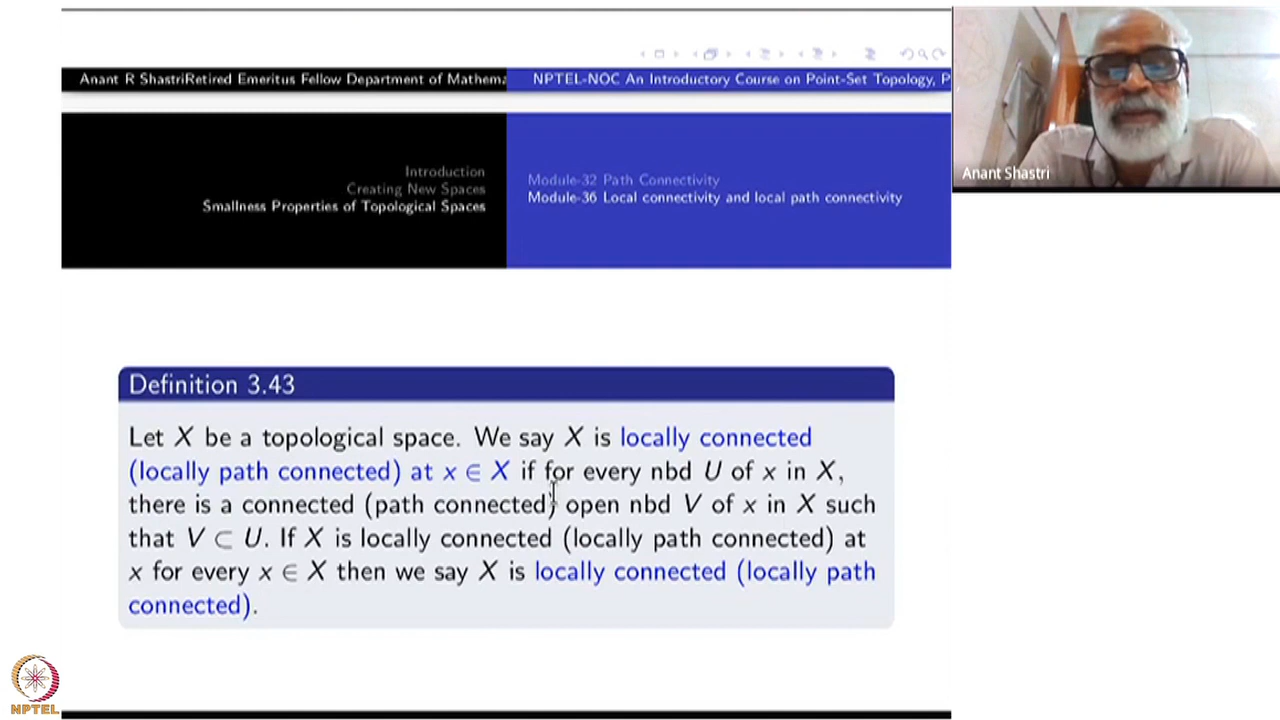 Anant R ShastriRetired Emeritus Fellow Department of Mathema
NPTEL-NOC An Introductory Course on Point-Set Topology, P
Introduction
Creating New Spaces
Smallness Properties of Topological Spaces
Module-32 Path Connectivity
Module-36 Local connectivity and local path connectivity
Anant Shastri
Definition 3.43
Let X be a topological space. We say X is locally connected
(locally path connected) at x ∈ X if for every nbd U of x in X,
there is a connected (path connected) open nbd V of x in X such
that V ⊂ U. If X is locally connected (locally path connected) at
x for every x ∈ X then we say X is locally connected (locally path
connected).
NPTEL